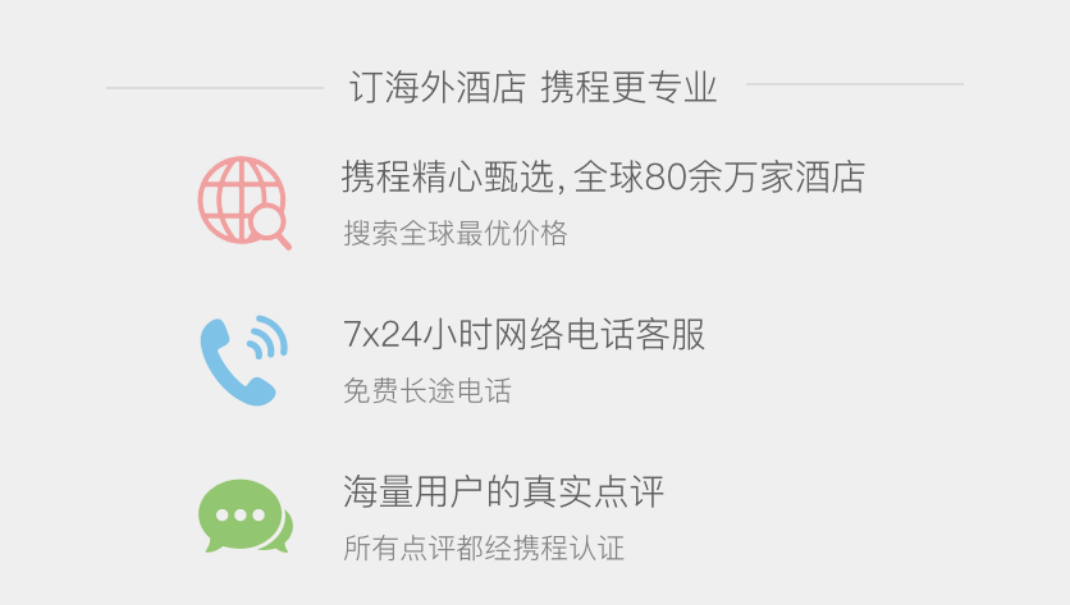 订海外酒店 携程更专业
携程精心甄选,全球80余万家酒店
搜索全球最优价格
7x24小时网络电话客服
免费长途电话
海量用户的真实点评
所有点评都经携程认证